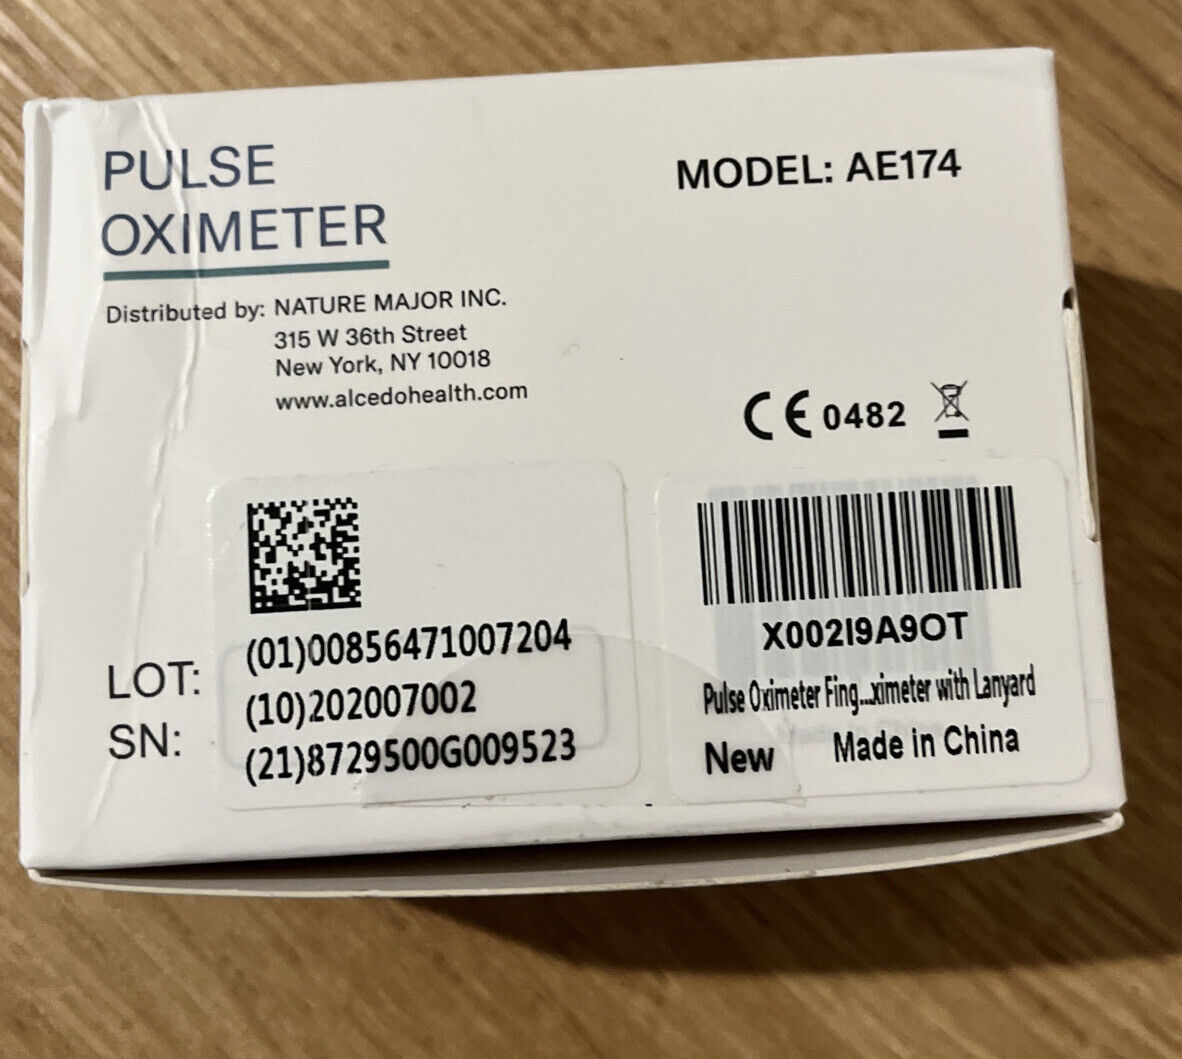 PULSE
OXIMETER
MODEL: AE174
Distributed by: NATURE MAJOR INC.
315 W 36th Street
New York, NY 10018
www.alcedohealth.com
CE 0482
(01)00856471007204
LOT: (10)202007002
SN: (21)8729500G009523
X002I9A9OT
Pulse Oximeter Fing...ximeter with Lanyard
New Made in China